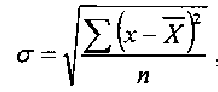 σ = √(∑(x − X̅)² / n) ,